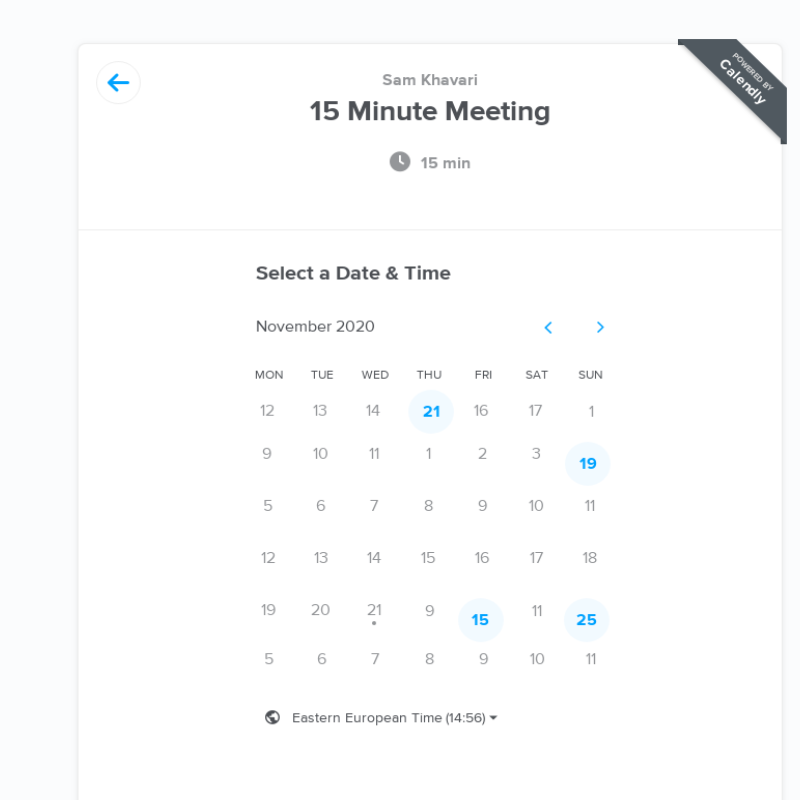 POWERED BY
Calendly
Sam Khavari
15 Minute Meeting
15 min
Select a Date & Time
November 2020
MON TUE WED THU FRI SAT SUN
12 13 14 21 16 17 1
9 10 11 1 2 3 19
5 6 7 8 9 10 11
12 13 14 15 16 17 18
19 20 21 9 15 11 25
5 6 7 8 9 10 11
Eastern European Time (14:56)